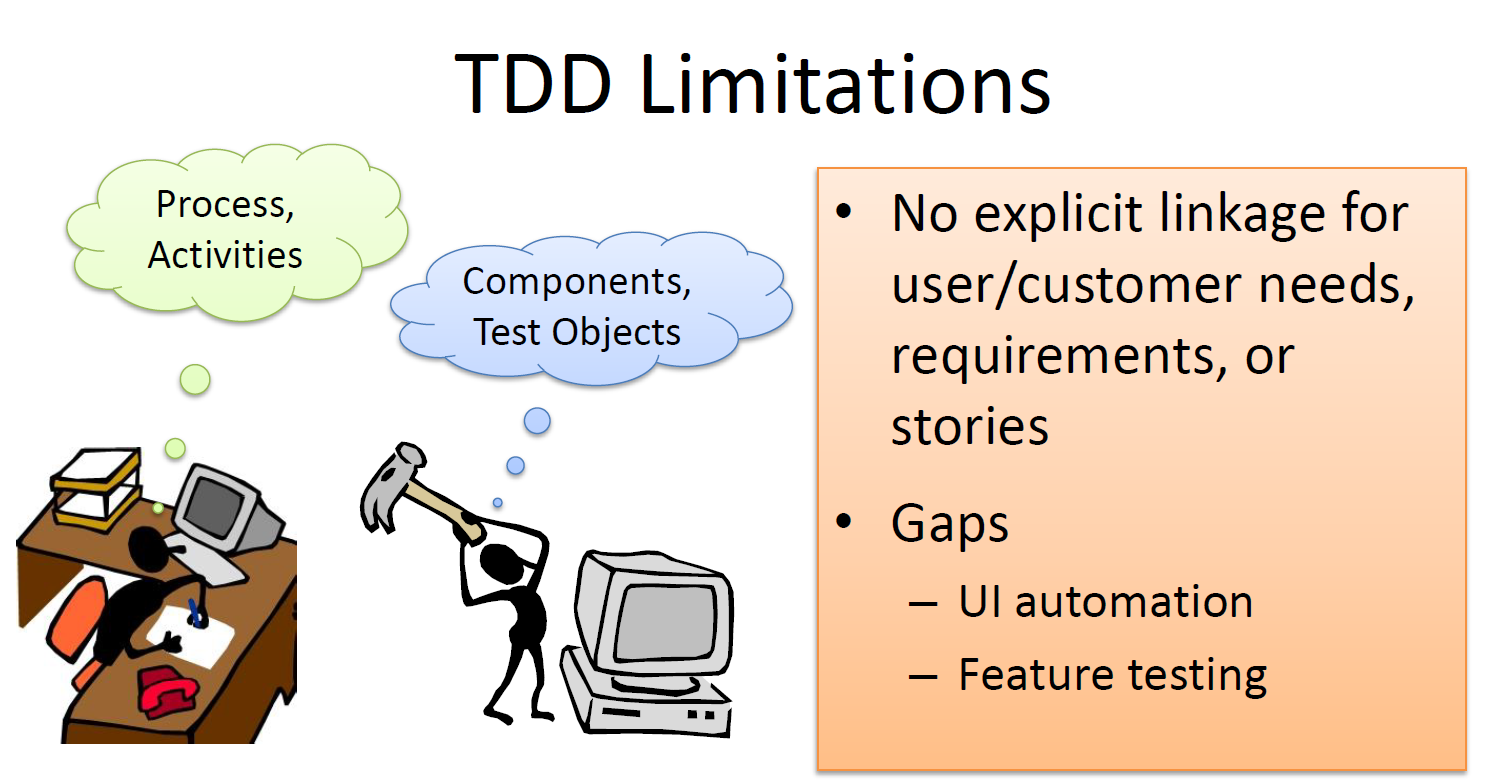 TDD Limitations
Process,
Activities
Components,
Test Objects
• No explicit linkage for
user/customer needs,
requirements, or
stories
• Gaps
– UI automation
– Feature testing